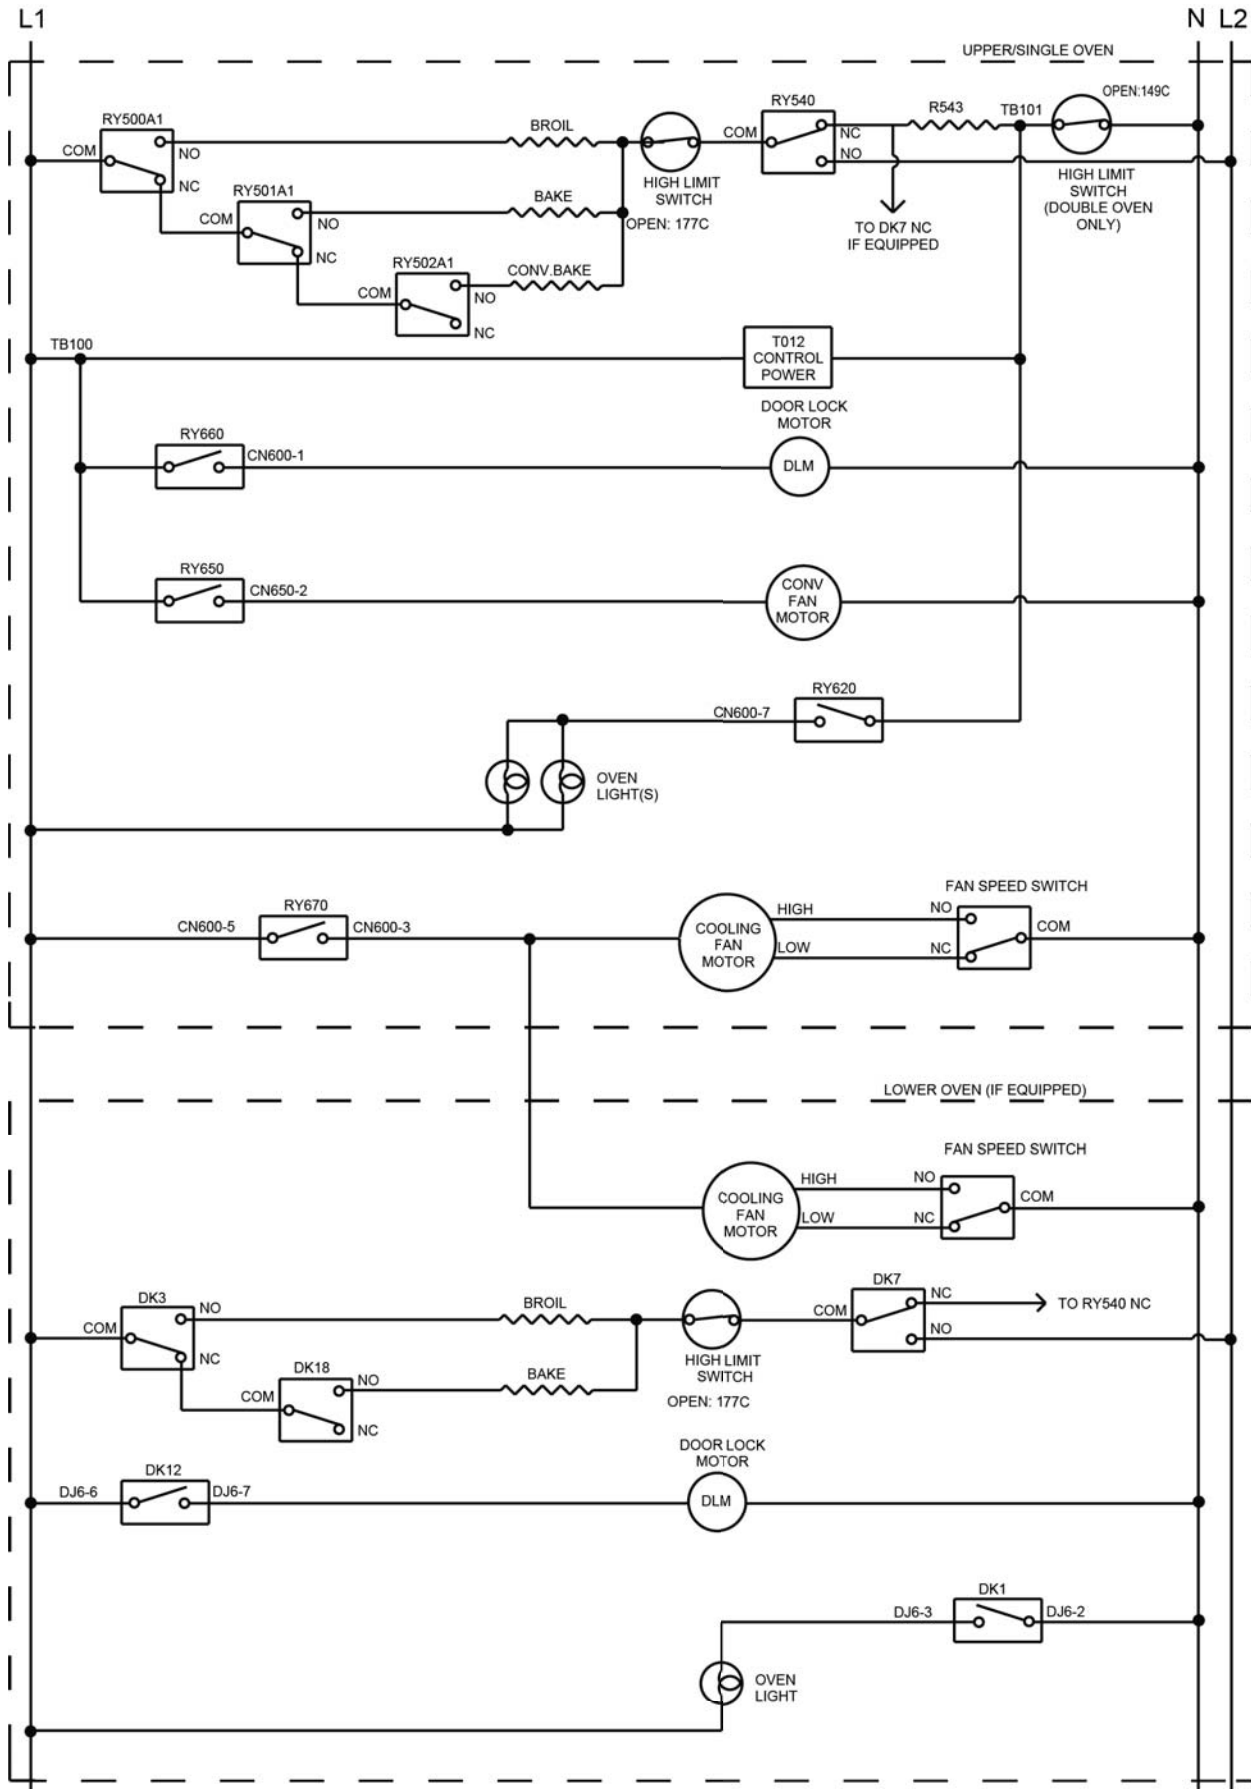 L1
N L2
UPPER/SINGLE OVEN
OPEN:149C
RY500A1
BROIL
RY540
R543
TB101
COM
NO
NC
COM
NC
NO
HIGH LIMIT
SWITCH
OPEN: 177C
HIGH LIMIT
SWITCH
(DOUBLE OVEN
ONLY)
RY501A1
BAKE
COM
NO
NC
TO DK7 NC
IF EQUIPPED
RY502A1
CONV.BAKE
COM
NO
NC
TB100
T012
CONTROL
POWER
DOOR LOCK
MOTOR
RY660
CN600-1
DLM
RY650
CN650-2
CONV
FAN
MOTOR
RY620
CN600-7
OVEN
LIGHT(S)
FAN SPEED SWITCH
RY670
CN600-5
CN600-3
COOLING
FAN
MOTOR
HIGH
LOW
NO
NC
COM
LOWER OVEN (IF EQUIPPED)
FAN SPEED SWITCH
COOLING
FAN
MOTOR
HIGH
LOW
NO
NC
COM
DK3
COM
NO
NC
BROIL
DK7
COM
NC
NO
TO RY540 NC
HIGH LIMIT
SWITCH
OPEN: 177C
DK18
COM
NO
NC
BAKE
DOOR LOCK
MOTOR
DK12
DJ6-6
DJ6-7
DLM
DK1
DJ6-3
DJ6-2
OVEN
LIGHT